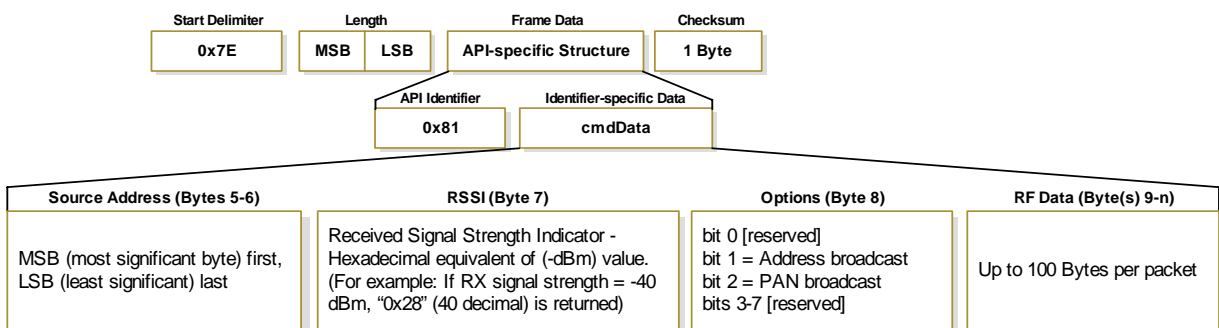 Start Delimiter
Length
Frame Data
Checksum
0x7E
MSB
LSB
API-specific Structure
1 Byte
API Identifier
Identifier-specific Data
0x81
cmdData
Source Address (Bytes 5-6)
MSB (most significant byte) first,
LSB (least significant) last
RSSI (Byte 7)
Received Signal Strength Indicator -
Hexadecimal equivalent of (-dBm) value.
(For example: If RX signal strength = -40
dBm, “0x28” (40 decimal) is returned)
Options (Byte 8)
bit 0 [reserved]
bit 1 = Address broadcast
bit 2 = PAN broadcast
bits 3-7 [reserved]
RF Data (Byte(s) 9-n)
Up to 100 Bytes per packet